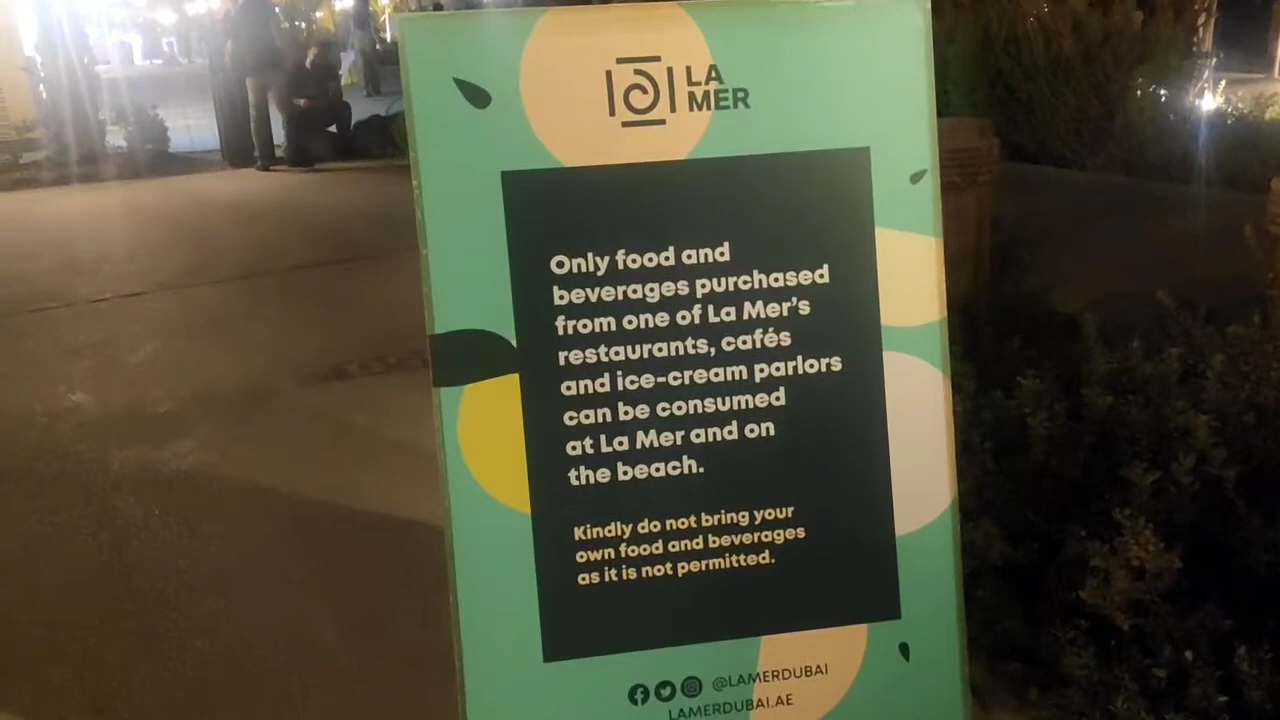 LA
MER
Only food and
beverages purchased
from one of La Mer's
restaurants, cafés
and ice-cream parlors
can be consumed
at La Mer and on
the beach.
Kindly do not bring your
own food and beverages
as it is not permitted.
@LAMERDUBAI
LAMERDUBAI.AE